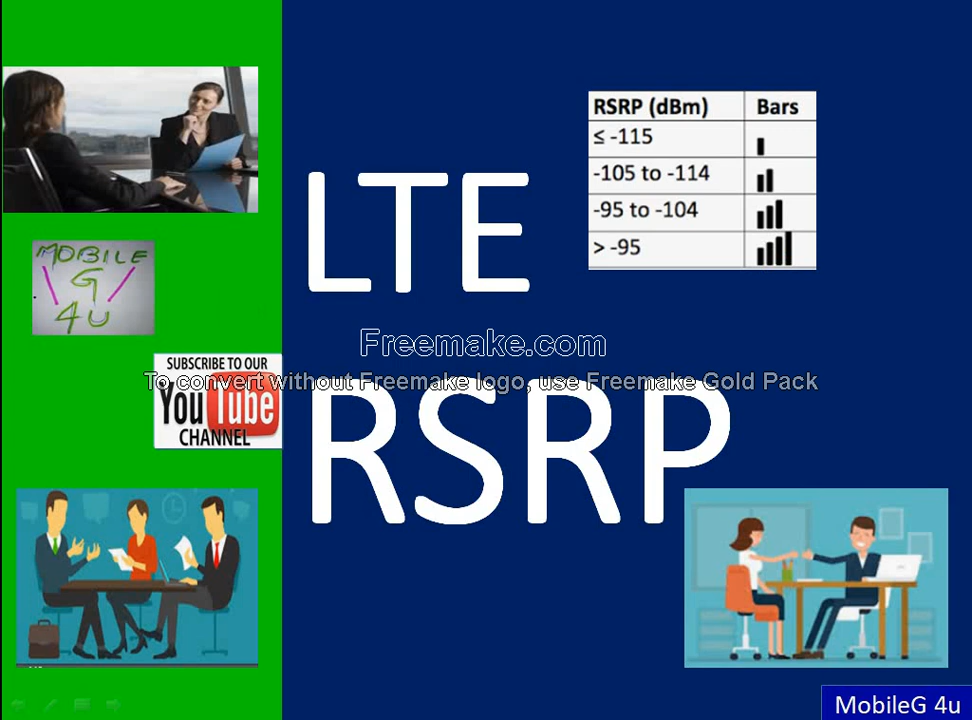 RSRP (dBm) Bars
≤ -115
-105 to -114
-95 to -104
> -95
LTE
MOBILE
G
4U
Freemake.com
SUBSCRIBE TO OUR
To convert without Freemake logo, use Freemake Gold Pack
YouTube
CHANNEL
RSRP
MobileG 4u